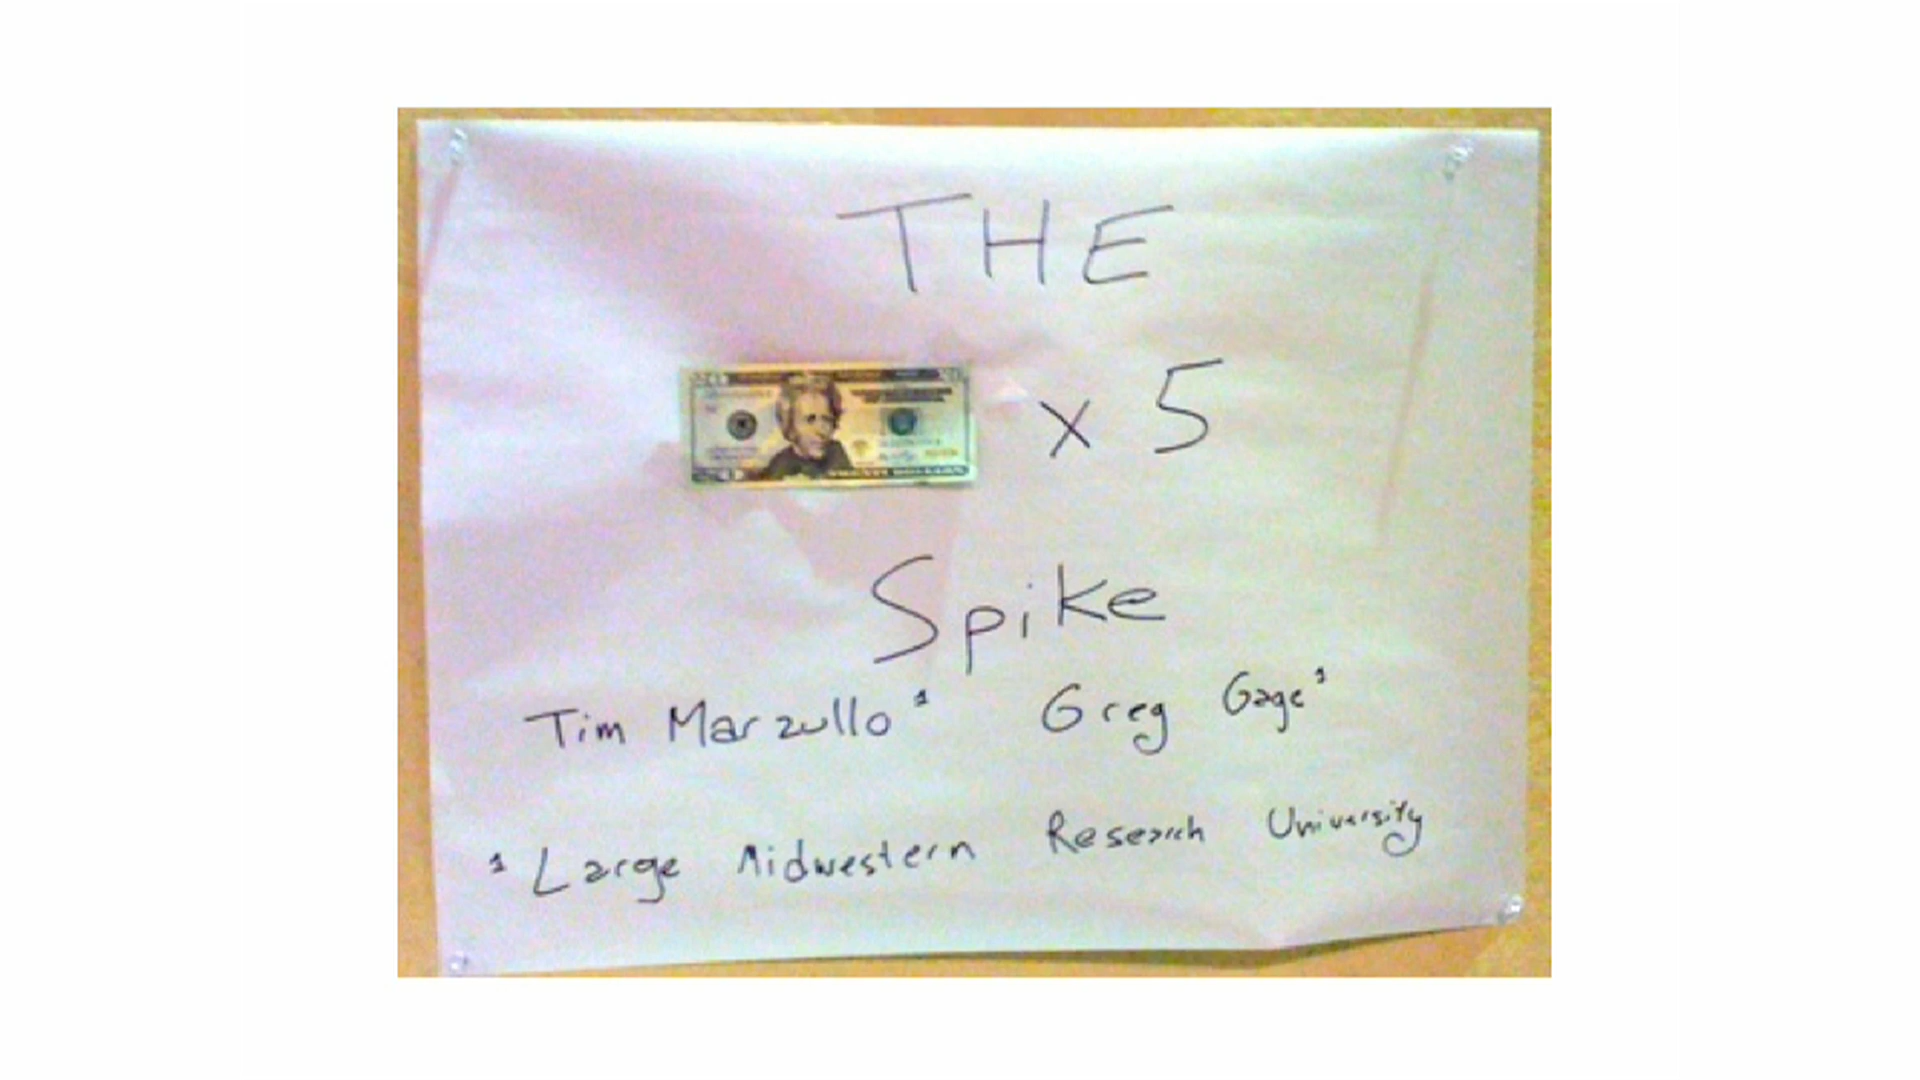 THE
x 5
Spike
Tim Marzullo¹ Greg Gage¹
¹ Large Midwestern Research University